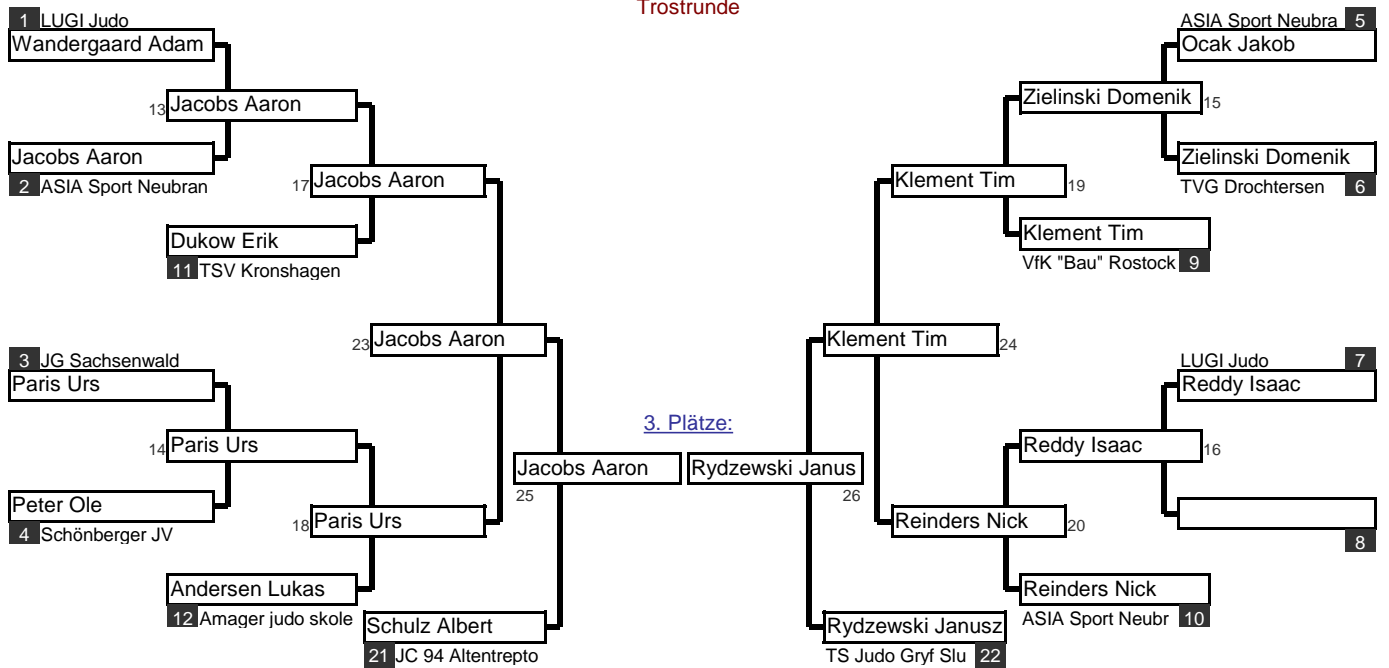 Trostrunde
1 LUGI Judo
Wandergaard Adam
13 Jacobs Aaron
Jacobs Aaron
2 ASIA Sport Neubran
17 Jacobs Aaron
Dukow Erik
11 TSV Kronshagen
23 Jacobs Aaron
3 JG Sachsenwald
Paris Urs
14 Paris Urs
Peter Ole
4 Schönberger JV
18 Paris Urs
Andersen Lukas
12 Amager judo skole
Schulz Albert
21 JC 94 Altentrepto
3. Plätze:
Jacobs Aaron
25
Rydzewski Janus
26
ASIA Sport Neubra 5
Ocak Jakob
Zielinski Domenik 15
Zielinski Domenik
TVG Drochtersen 6
Klement Tim 19
Klement Tim
VfK "Bau" Rostock 9
Klement Tim 24
LUGI Judo 7
Reddy Isaac
Reddy Isaac 16
8
Reinders Nick 20
Reinders Nick
ASIA Sport Neubr 10
Rydzewski Janusz
TS Judo Gryf Slu 22